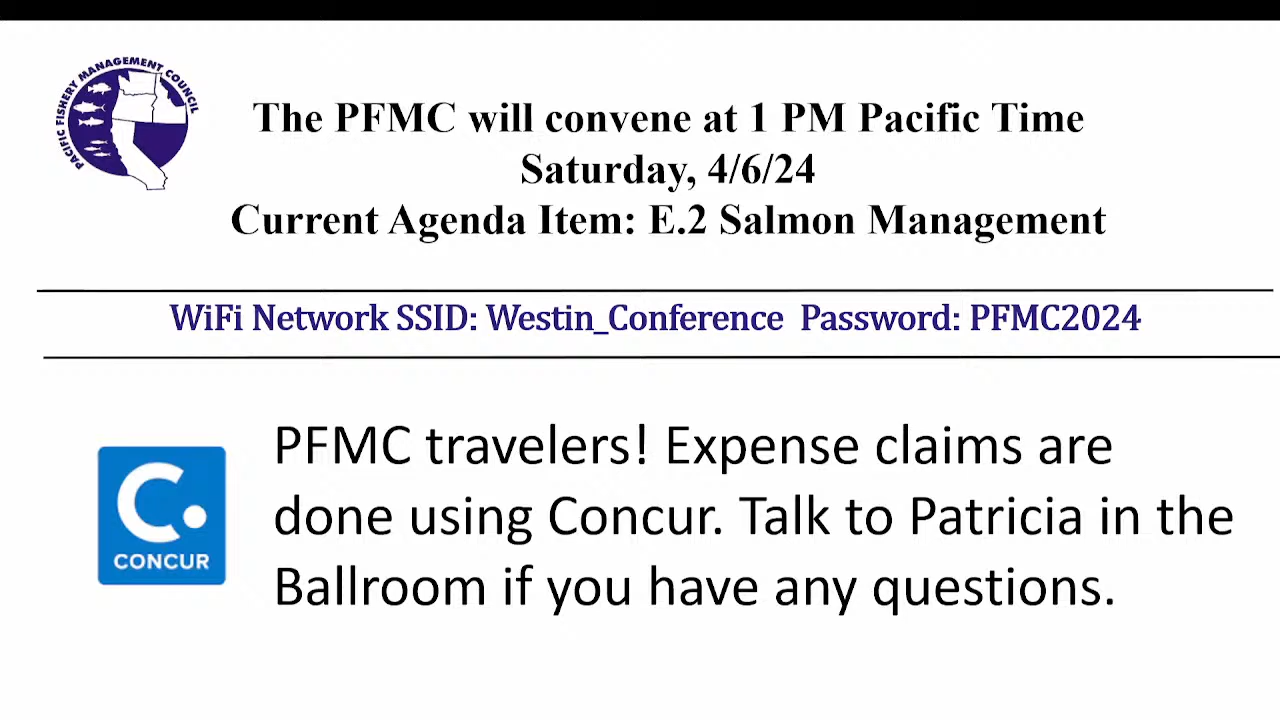 PACIFIC FISHERY MANAGEMENT COUNCIL
The PFMC will convene at 1 PM Pacific Time
Saturday, 4/6/24
Current Agenda Item: E.2 Salmon Management
WiFi Network SSID: Westin_Conference Password: PFMC2024
PFMC travelers! Expense claims are
done using Concur. Talk to Patricia in the
Ballroom if you have any questions.
C.
CONCUR